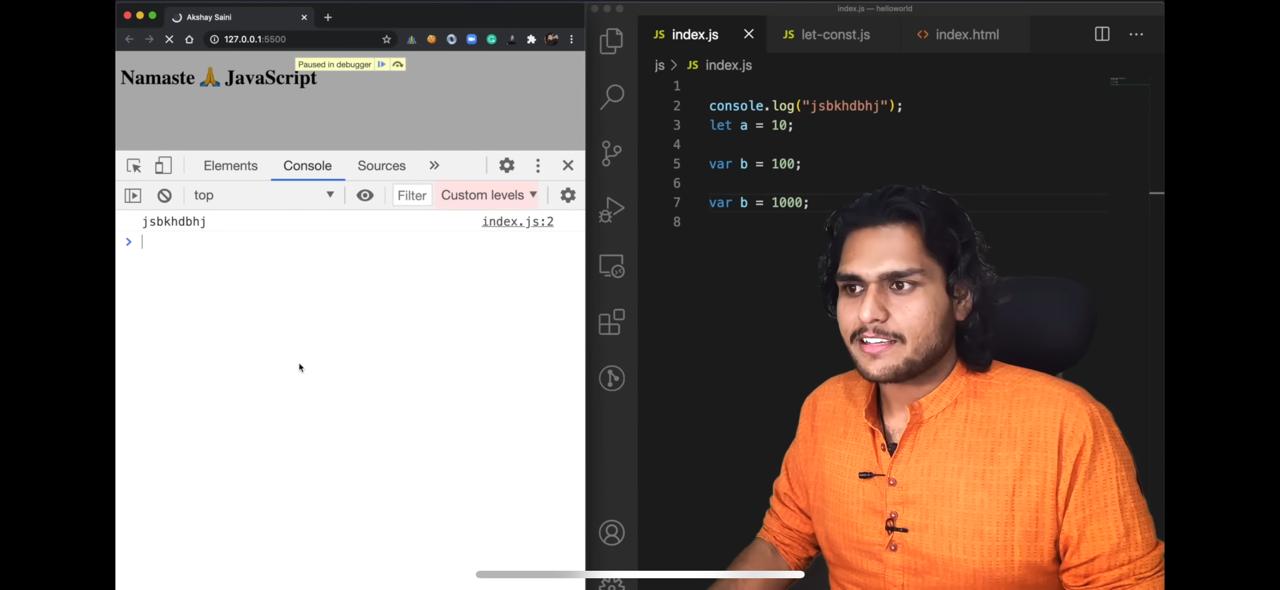 Akshay Saini
127.0.0.1:5500
Paused in debugger
Namaste 🙏 JavaScript
Elements Console Sources
top Filter Custom levels
jsbkhdbhj index.js:2
index.js — helloworld
JS index.js JS let-const.js <> index.html
js > JS index.js
1
2 console.log("jsbkhdbhj");
3 let a = 10;
4
5 var b = 100;
6
7 var b = 1000;
8